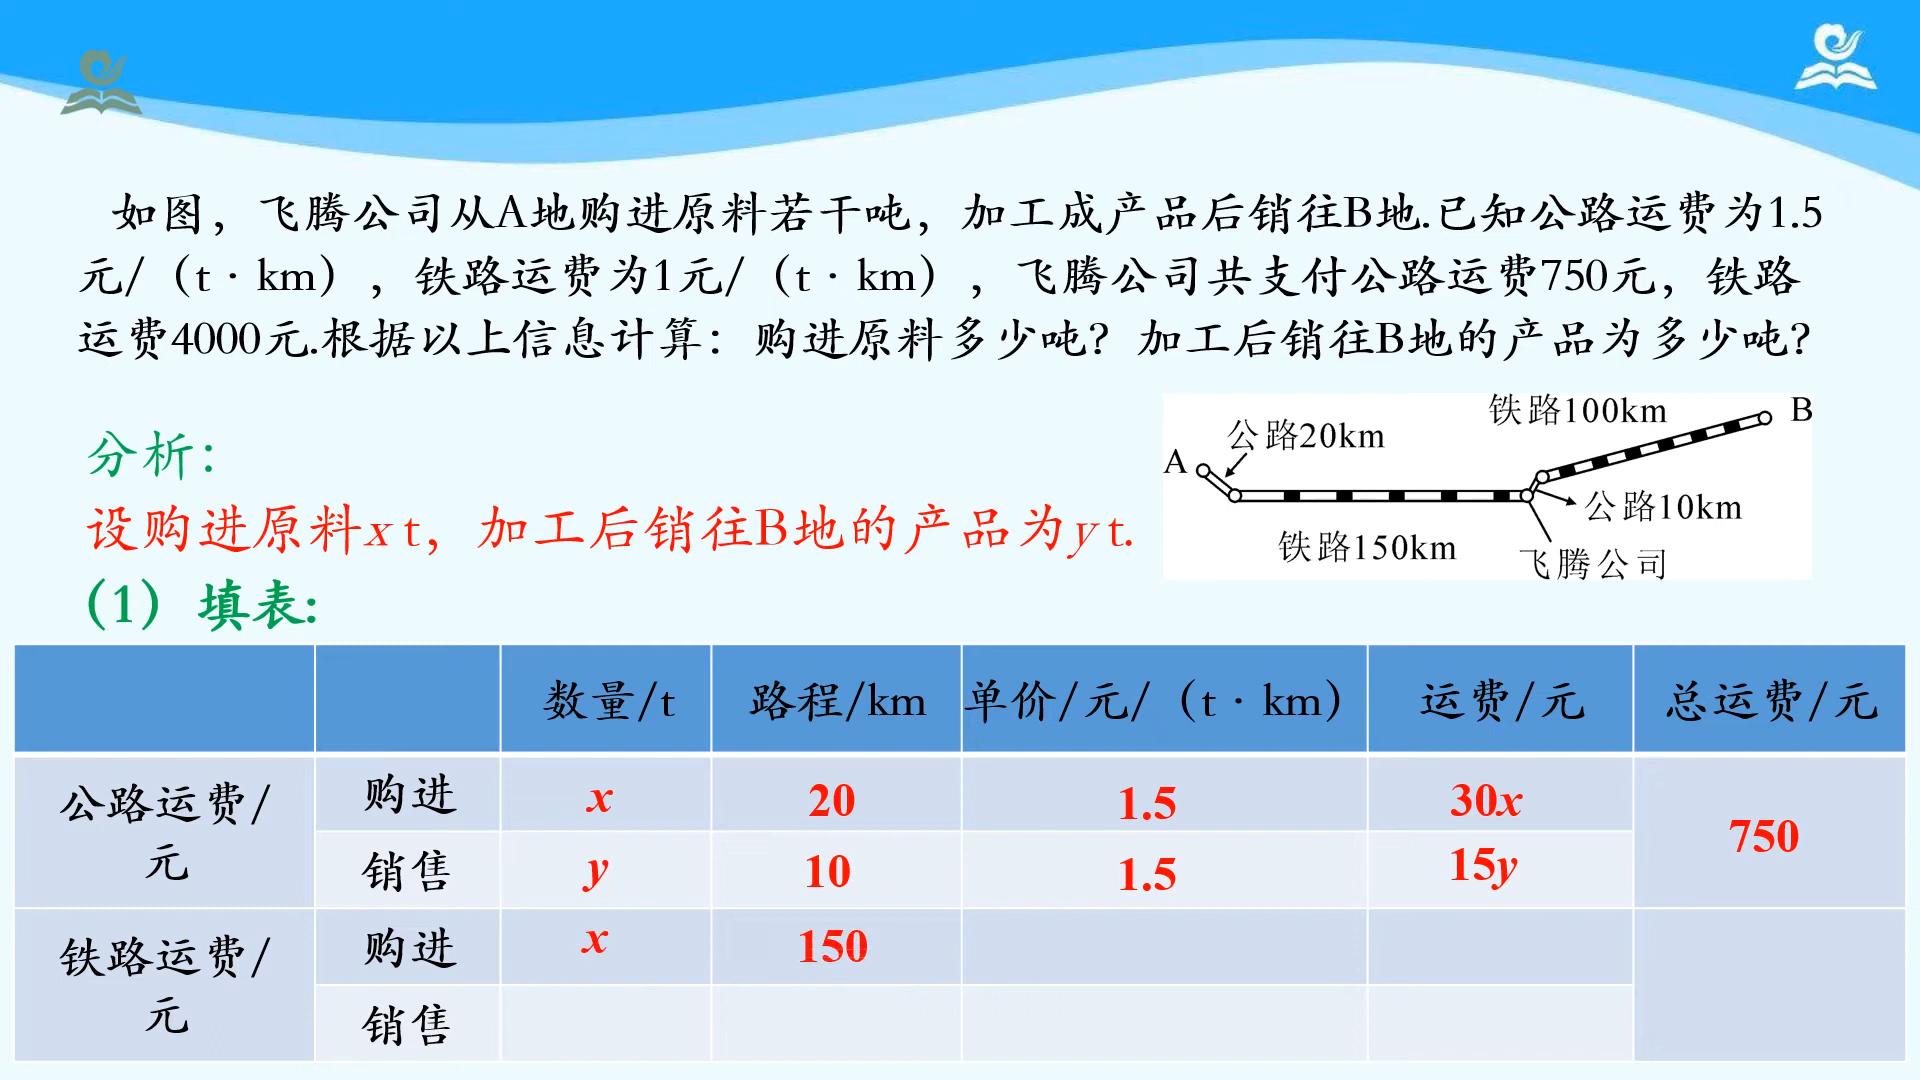 如图，飞腾公司从A地购进原料若干吨，加工成产品后销往B地.已知公路运费为1.5
元/（t·km），铁路运费为1元/（t·km），飞腾公司共支付公路运费750元，铁路
运费4000元.根据以上信息计算：购进原料多少吨？加工后销往B地的产品为多少吨？
分析：
设购进原料x t，加工后销往B地的产品为y t.
（1）填表：
铁路100km
B
公路20km
A
公路10km
铁路150km
飞腾公司
数量/t 路程/km 单价/元/（t·km） 运费/元 总运费/元
公路运费/
元
购进 x 20 1.5 30x
750
销售 y 10 1.5 15y
铁路运费/
元
购进 x 150
销售